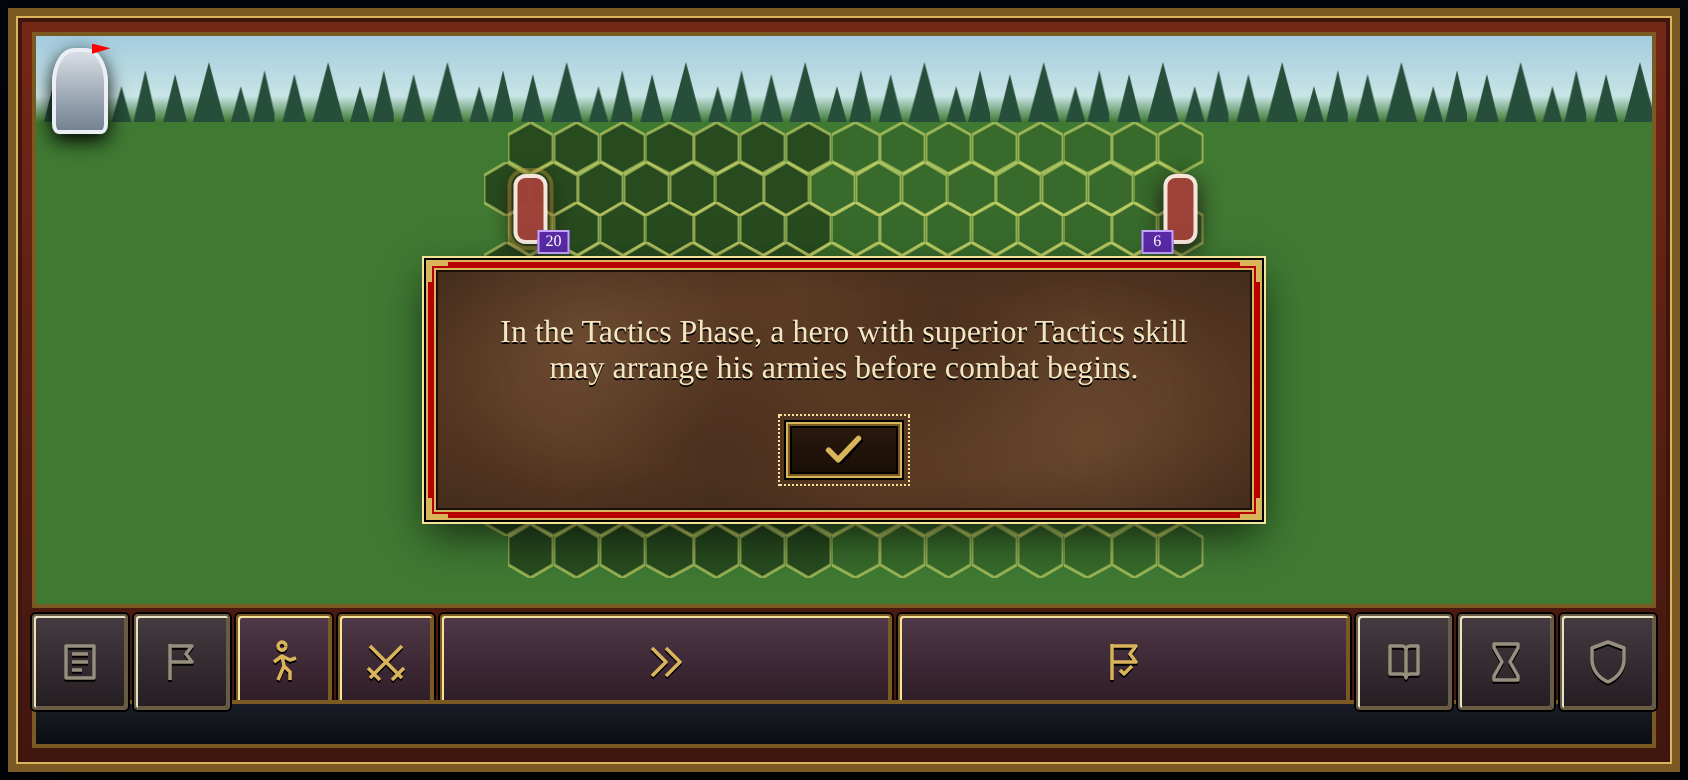 20
6
In the Tactics Phase, a hero with superior Tactics skill
may arrange his armies before combat begins.